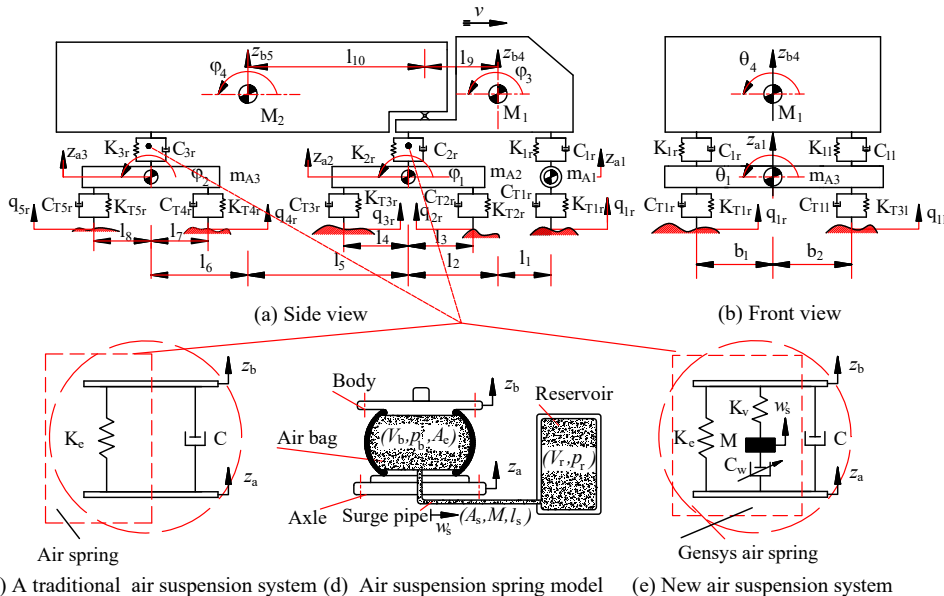 v
z_b5
l_10
l_9
z_b4
φ_4
φ_3
M_2
M_1
K_3r
C_3r
K_2r
C_2r
K_1r
C_1r
z_a3
z_a2
z_a1
φ_2
m_A3
φ_1
m_A2
m_A1
q_5r
C_T5r
K_T5r
C_T4r
K_T4r
q_4r
C_T3r
K_T3r
q_3r
C_T2r
q_2r
K_T2r
C_T1r
K_T1r
q_1r
l_8
l_7
l_4
l_3
l_6
l_5
l_2
l_1
(a) Side view
θ_4
z_b4
M_1
K_1r
C_1r
z_a1
K_1l
C_1l
θ_1
m_A3
C_T1r
K_T1r
q_1r
C_T1l
K_T3l
q_1l
b_1
b_2
(b) Front view
z_b
K_e
C
z_a
Air spring
) A traditional air suspension system
Body
z_b
Reservoir
Air bag
(V_b, p_b, A_e)
(V_r, p_r)
z_a
Axle
Surge pipe
w_s
(A_s, M, l_s)
(d) Air suspension spring model
z_b
K_v
w_s
K_e
M
C
C_w
z_a
Gensys air spring
(e) New air suspension system